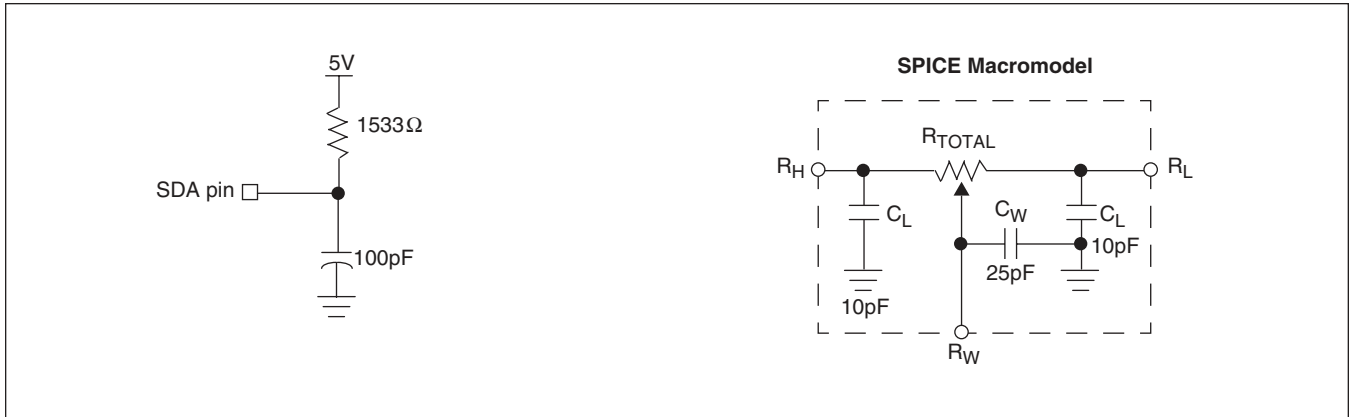 5V
1533Ω
SDA pin
100pF
SPICE Macromodel
RTOTAL
RH
RL
CL
CW
CL
10pF
25pF
10pF
RW